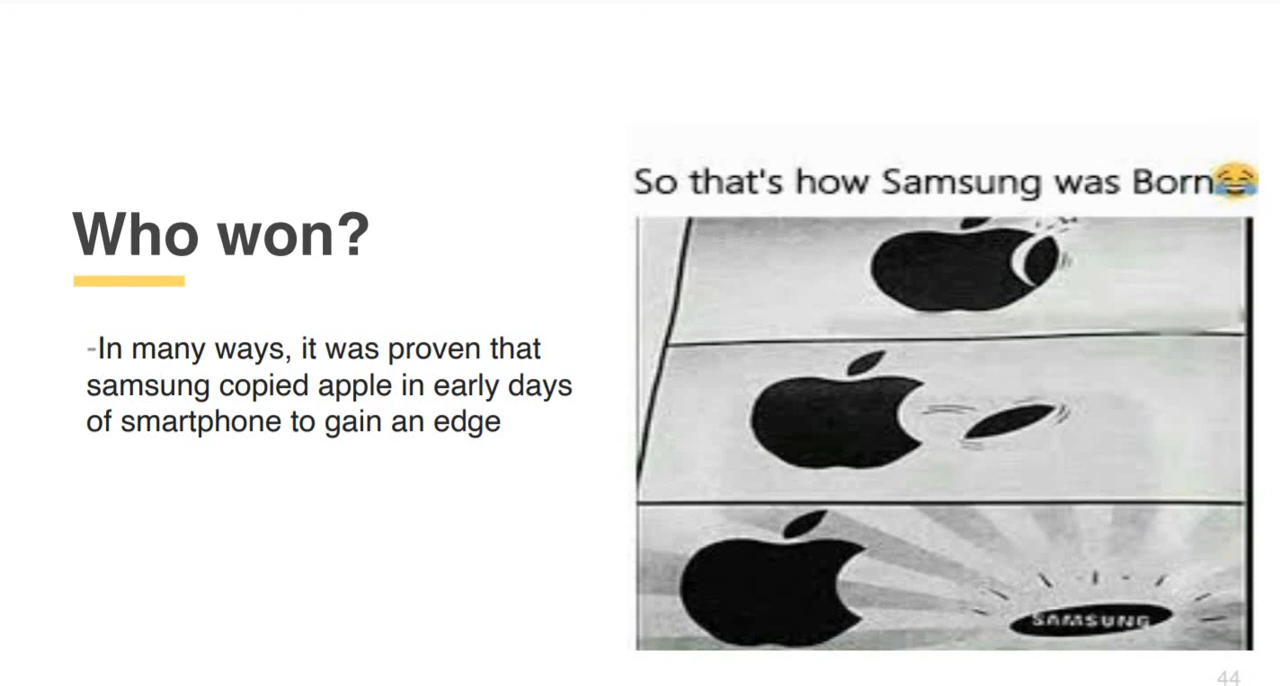 Who won?
-In many ways, it was proven that
samsung copied apple in early days
of smartphone to gain an edge
So that's how Samsung was Born😂
SAMSUNG
44